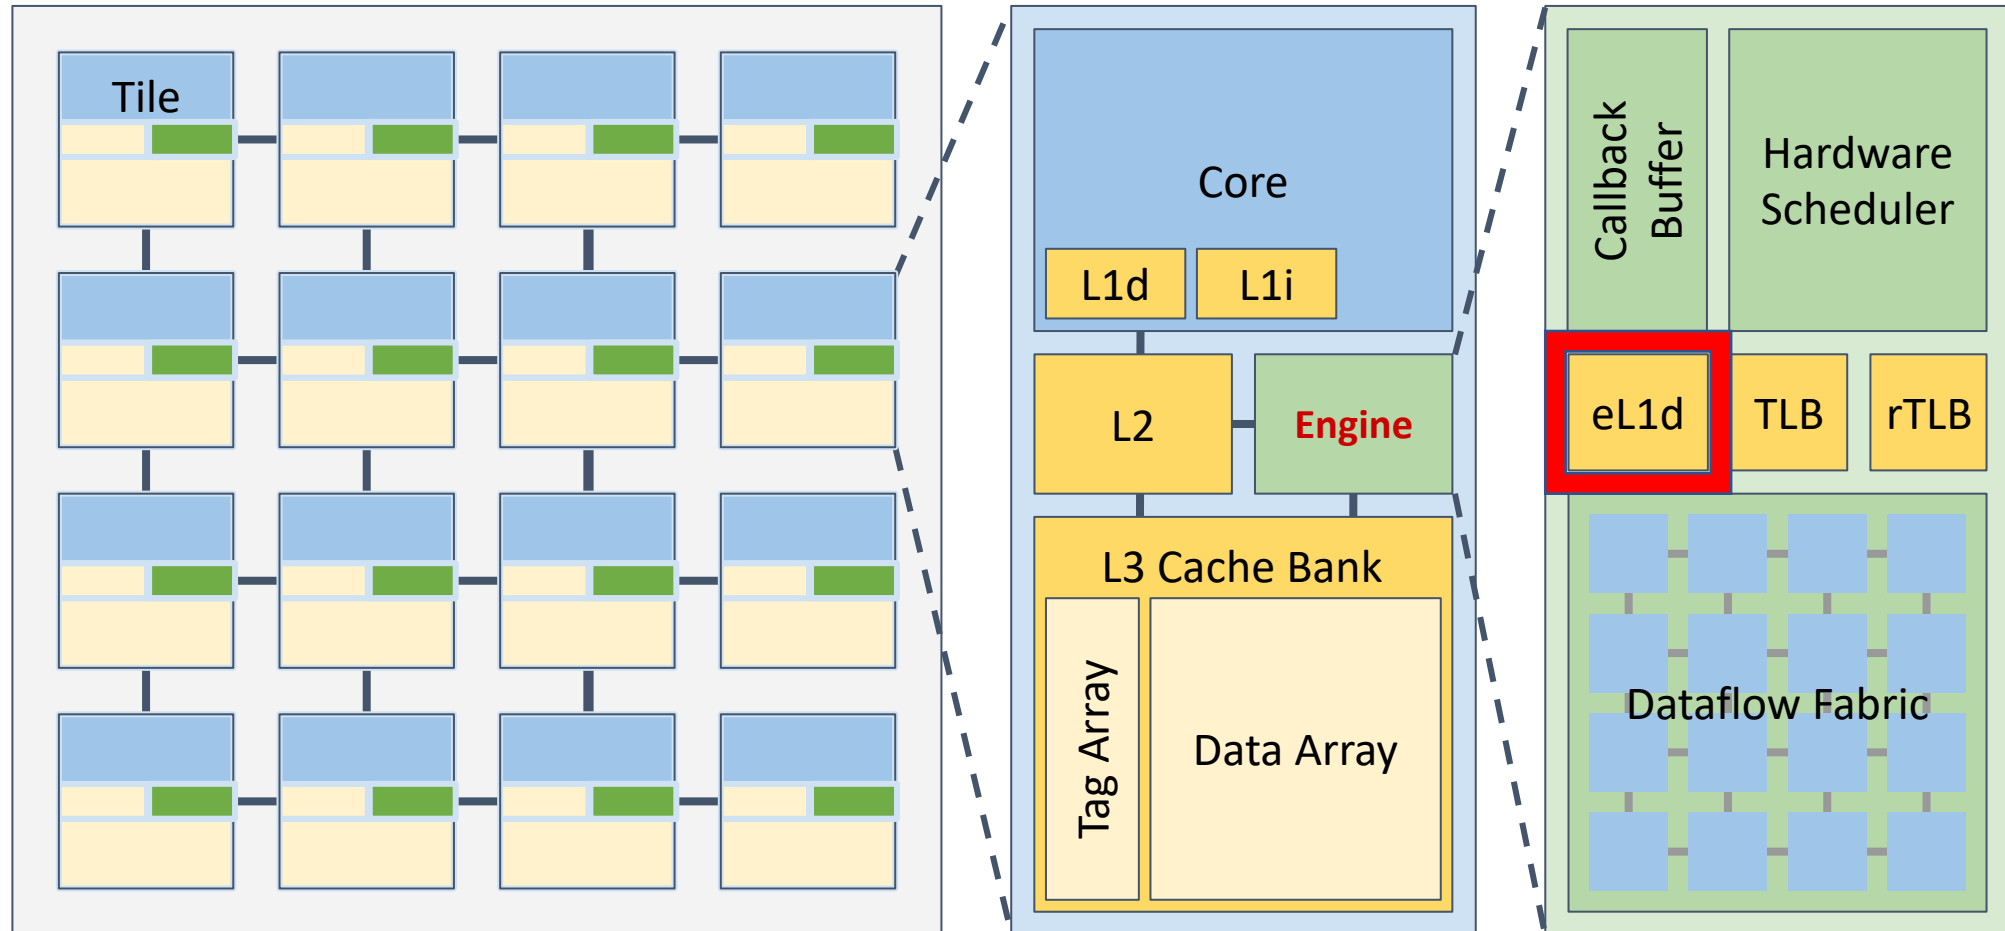 Tile
Core
L1d
L1i
L2
Engine
L3 Cache Bank
Tag Array
Data Array
Callback
Buffer
Hardware
Scheduler
eL1d
TLB
rTLB
Dataflow Fabric